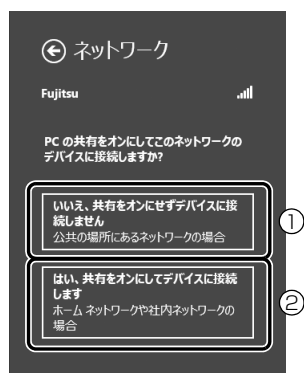 ネットワーク
Fujitsu
PC の共有をオンにしてこのネットワークの
デバイスに接続しますか?
いいえ、共有をオンにせずデバイスに接
続しません
公共の場所にあるネットワークの場合
①
はい、共有をオンにしてデバイスに接続
します
ホーム ネットワークや社内ネットワークの
場合
②